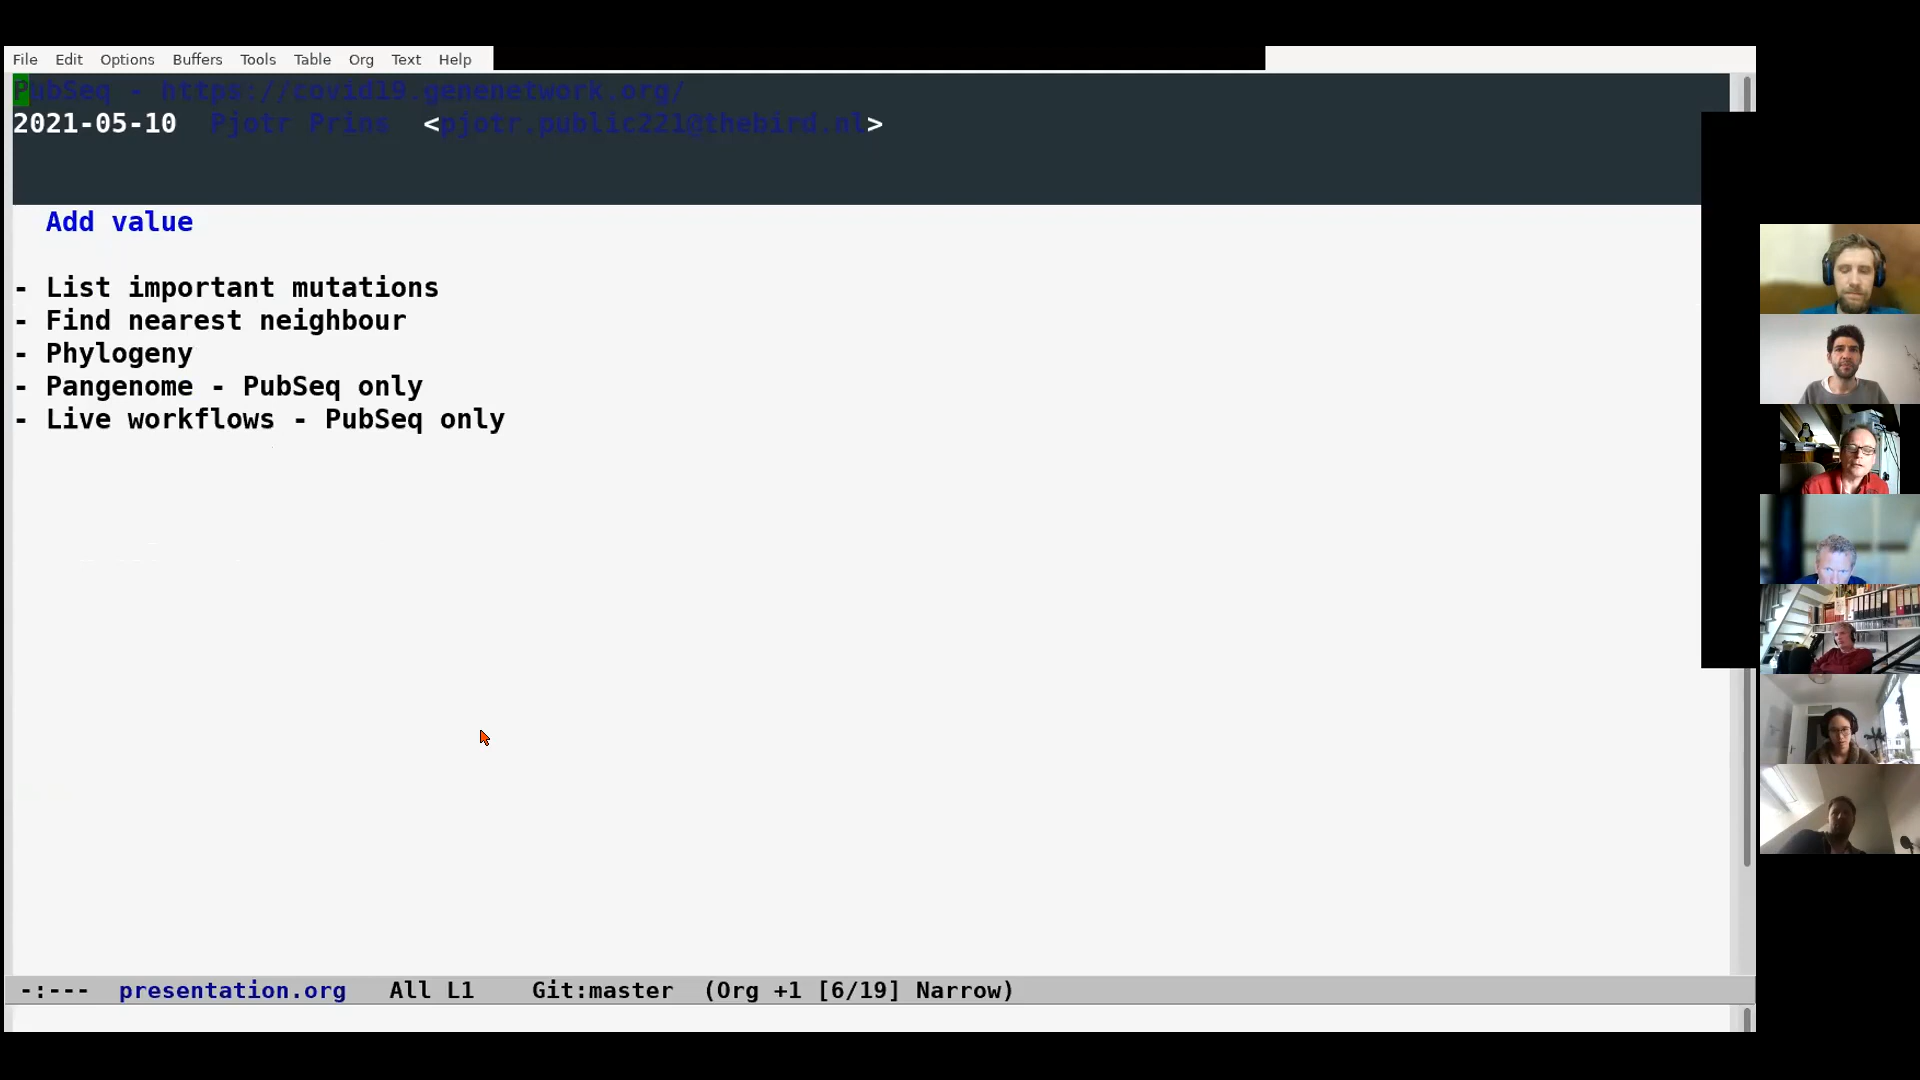 File Edit Options Buffers Tools Table Org Text Help
PubSeq - https://covid19.genenetwork.org/
2021-05-10 Pjotr Prins <pjotr.public221@thebird.nl>
Add value
- List important mutations
- Find nearest neighbour
- Phylogeny
- Pangenome - PubSeq only
- Live workflows - PubSeq only
-:--- presentation.org All L1 Git:master (Org +1 [6/19] Narrow)